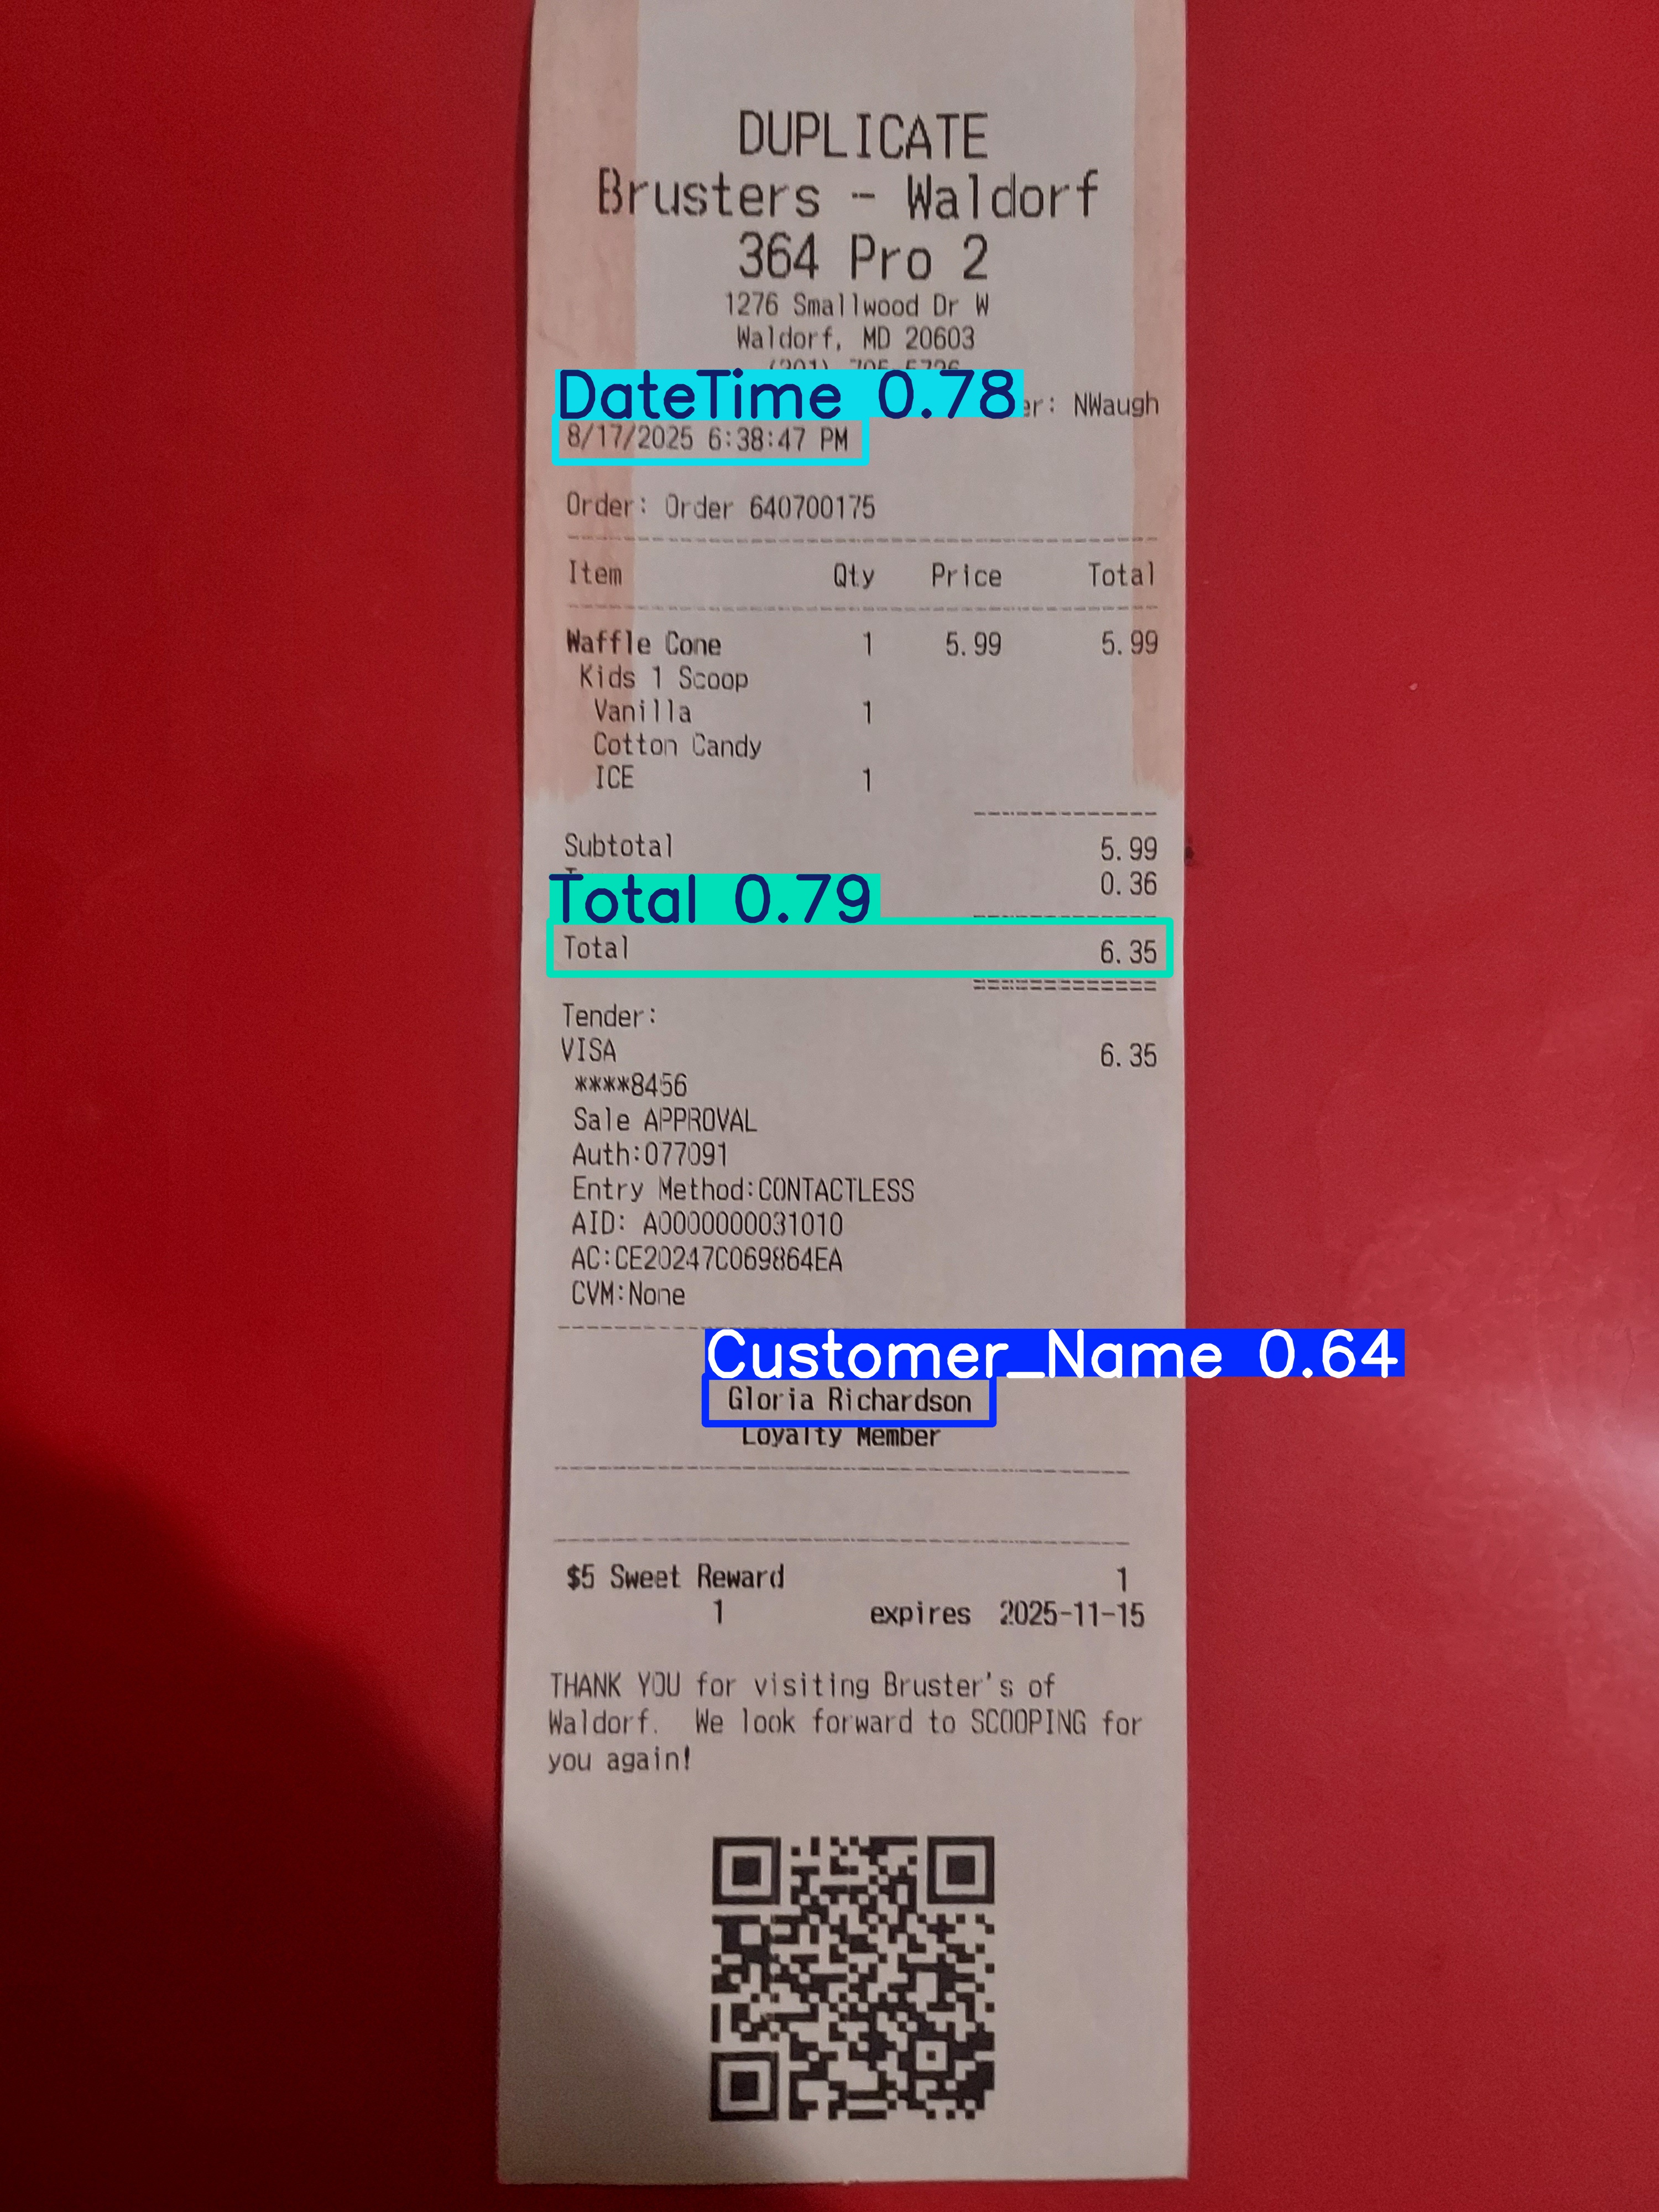 DUPLICATE
Brusters - Waldorf
364 Pro 2
1276 Smallwood Dr W
Waldorf, MD 20603
DateTime 0.78 NWaugh
8/17/2025 6:38:47 PM
Order: Order 640700175
Item Qty Price Total
Waffle Cone 1 5.99 5.99
Kids 1 Scoop
Vanilla 1
Cotton Candy
ICE 1
Subtotal 5.99
0.36
Total 0.79
Total 6.35
Tender:
VISA 6.35
****8456
Sale APPROVAL
Auth:077091
Entry Method:CONTACTLESS
AID: A0000000031010
AC:CE20247C069864EA
CVM:None
Customer_Name 0.64
Gloria Richardson
Loyalty Member
$5 Sweet Reward 1
1 expires 2025-11-15
THANK YOU for visiting Bruster's of
Waldorf. We look forward to SCOOPING for
you again!